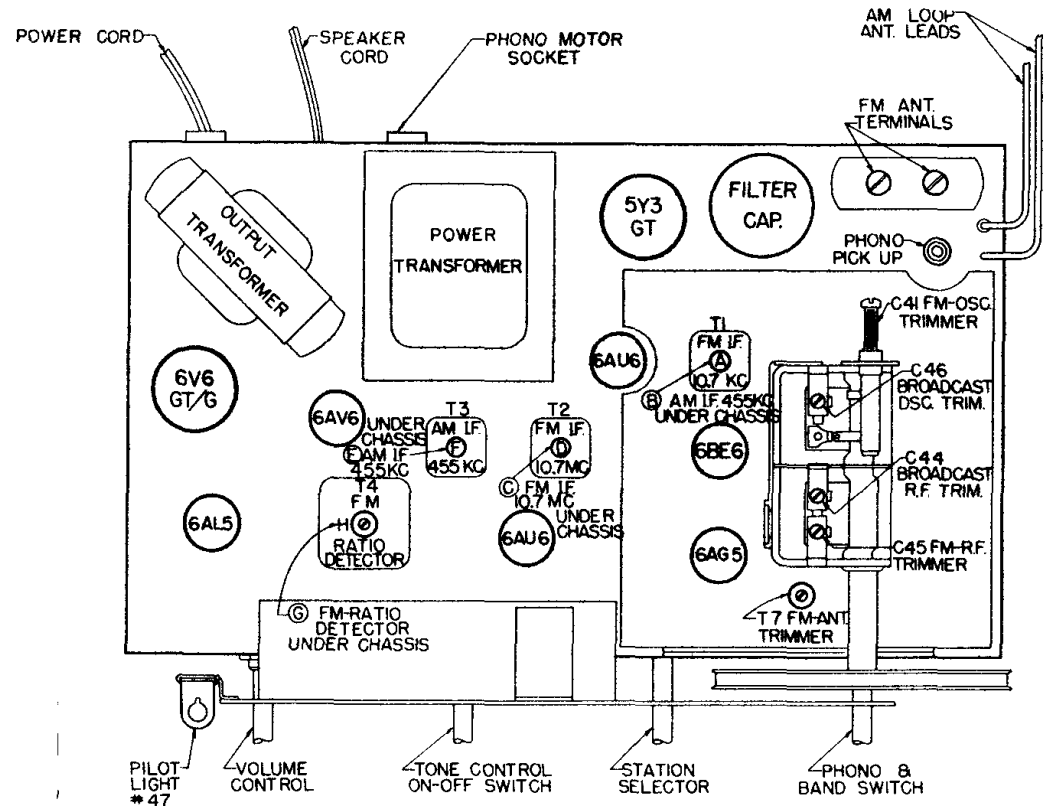 POWER CORD
SPEAKER
CORD
PHONO MOTOR
SOCKET
AM LOOP
ANT. LEADS
FM ANT.
TERMINALS
OUTPUT
TRANSFORMER
POWER
TRANSFORMER
5Y3
GT
FILTER
CAP.
PHONO
PICK UP
C41 FM-OSC.
TRIMMER
6V6
GT/G
6AV6
UNDER
CHASSIS
E AM I.F.
455KC
T3
AM I.F.
F
455 KC
T2
FM I.F.
D
10.7MC
C FM I.F.
10.7 MC
UNDER
CHASSIS
6AU6
6AU6
T1
FM I.F.
A
10.7 KC
B AM I.F. 455KC
UNDER CHASSIS
6BE6
C46
BROADCAST
OSC. TRIM.
C44
BROADCAST
R.F. TRIM.
C45 FM-R.F.
TRIMMER
6AL5
T4
FM
H
RATIO
DETECTOR
6AG5
T7 FM-ANT.
TRIMMER
G FM-RATIO
DETECTOR
UNDER CHASSIS
PILOT
LIGHT
#47
VOLUME
CONTROL
TONE CONTROL
ON-OFF SWITCH
STATION
SELECTOR
PHONO &
BAND SWITCH